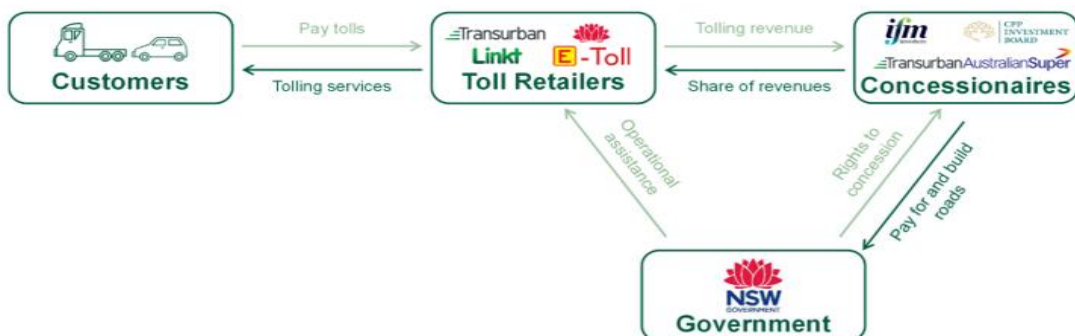 Customers
Pay tolls
Tolling services
Transurban
Linkt
E-Toll
Toll Retailers
Tolling revenue
Share of revenues
ifm
CPP
INVESTMENT
BOARD
Transurban AustralianSuper
Concessionaires
Operational
assistance
Rights to
concession
Pay for and build
roads
NSW
GOVERNMENT
Government